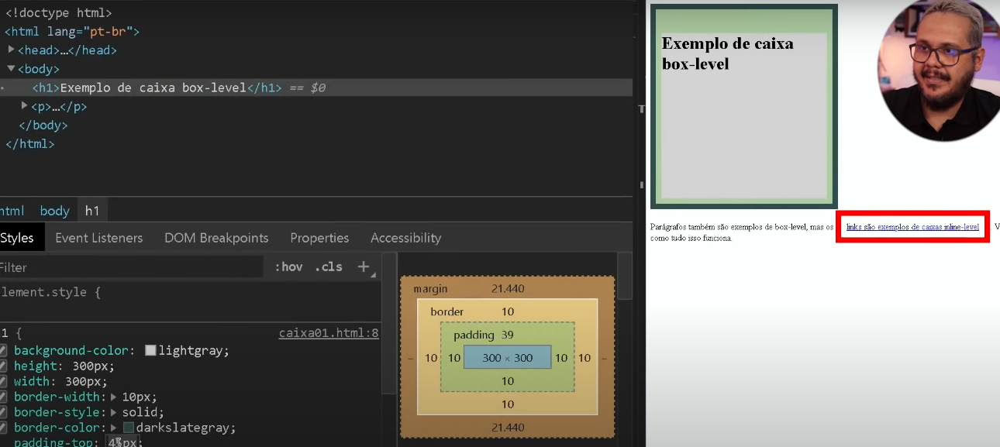 <!doctype html>
<html lang="pt-br">
<head>…</head>
<body>
<h1>Exemplo de caixa box-level</h1> == $0
<p>…</p>
</body>
</html>
html body h1
Styles Event Listeners DOM Breakpoints Properties Accessibility
Filter :hov .cls +
lement.style {
1 { caixa01.html:8
background-color: lightgray;
height: 300px;
width: 300px;
border-width: 10px;
border-style: solid;
border-color: darkslategray;
padding-top: 45px;
margin 21.440
border 10
padding 39
– 10 10 300 × 300 10 10 –
10
10
21.440
Exemplo de caixa
box-level
Parágrafos também são exemplos de box-level, mas os links são exemplos de caixas inline-level V
como tudo isso funciona.